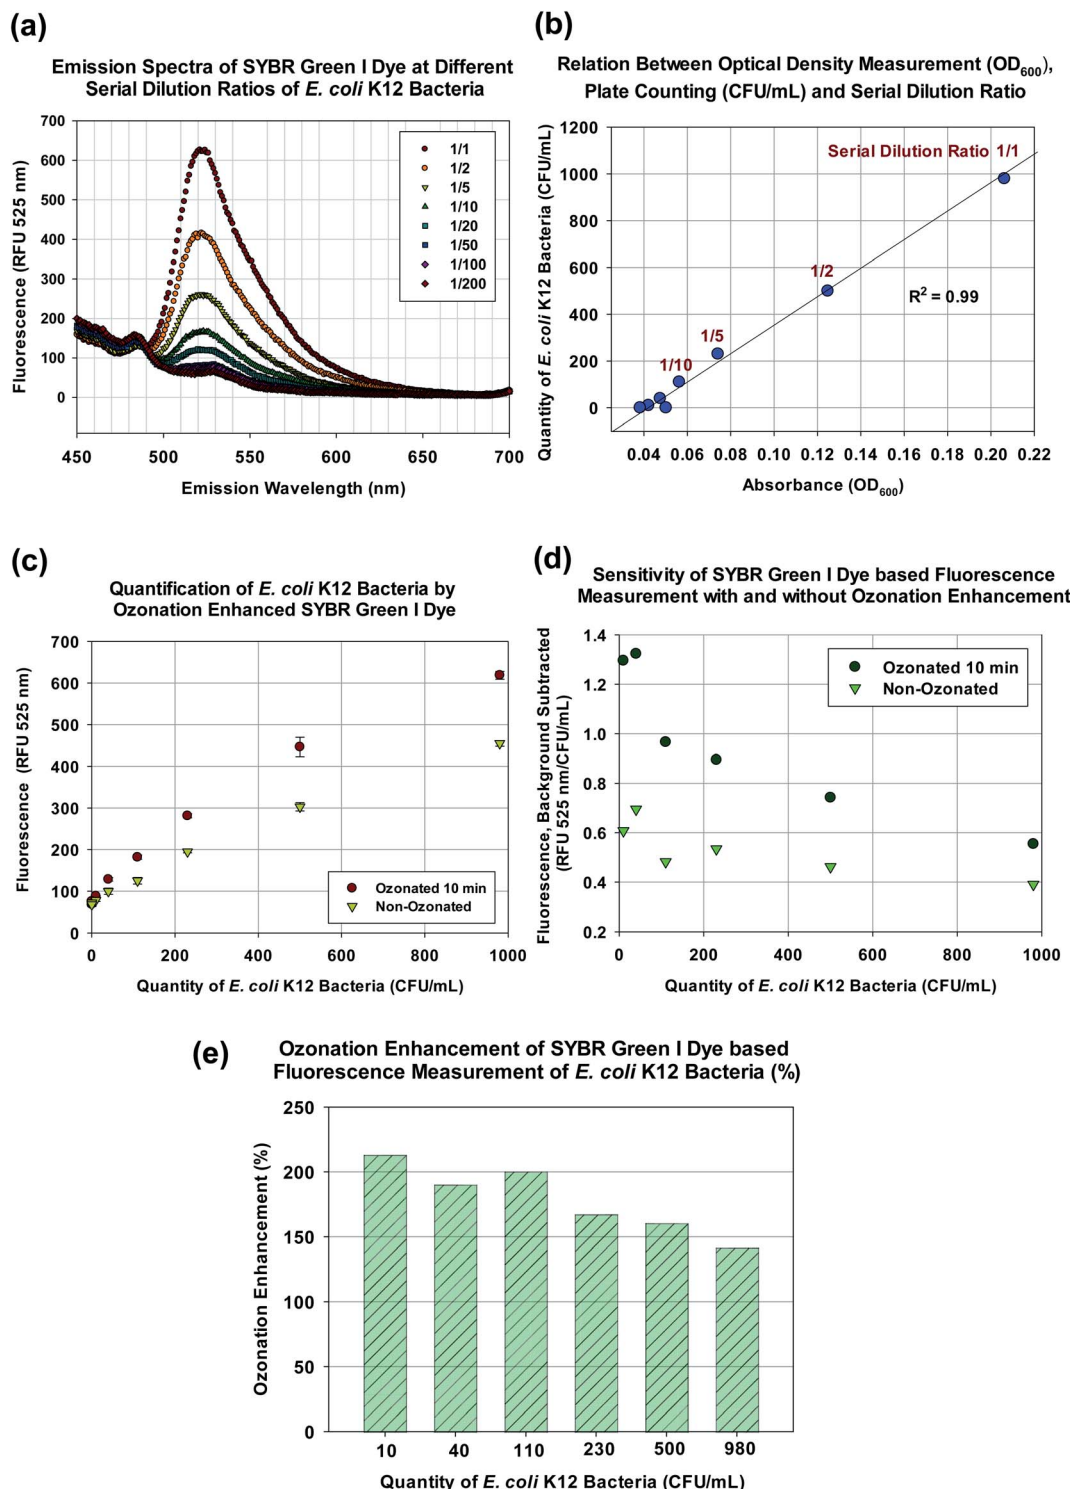 (a)
Emission Spectra of SYBR Green I Dye at Different
Serial Dilution Ratios of E. coli K12 Bacteria
Fluorescence (RFU 525 nm)
700
600
500
400
300
200
100
0
1/1
1/2
1/5
1/10
1/20
1/50
1/100
1/200
450 500 550 600 650 700
Emission Wavelength (nm)
(b)
Relation Between Optical Density Measurement (OD600),
Plate Counting (CFU/mL) and Serial Dilution Ratio
Quantity of E. coli K12 Bacteria (CFU/mL)
1200
1000
800
600
400
200
0
Serial Dilution Ratio 1/1
1/2
1/5
1/10
R2 = 0.99
0.04 0.06 0.08 0.10 0.12 0.14 0.16 0.18 0.20 0.22
Absorbance (OD600)
(c)
Quantification of E. coli K12 Bacteria by
Ozonation Enhanced SYBR Green I Dye
Fluorescence (RFU 525 nm)
700
600
500
400
300
200
100
0
Ozonated 10 min
Non-Ozonated
0 200 400 600 800 1000
Quantity of E. coli K12 Bacteria (CFU/mL)
(d)
Sensitivity of SYBR Green I Dye based Fluorescence
Measurement with and without Ozonation Enhancement
Fluorescence, Background Subtracted
(RFU 525 nm/CFU/mL)
1.4
1.2
1.0
0.8
0.6
0.4
0.2
Ozonated 10 min
Non-Ozonated
0 200 400 600 800 1000
Quantity of E. coli K12 Bacteria (CFU/mL)
(e)
Ozonation Enhancement of SYBR Green I Dye based
Fluorescence Measurement of E. coli K12 Bacteria (%)
Ozonation Enhancement (%)
250
200
150
100
50
0
10 40 110 230 500 980
Quantity of E. coli K12 Bacteria (CFU/mL)